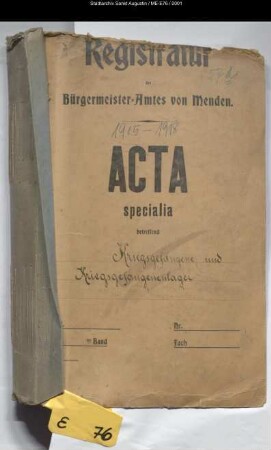 Stadtarchiv Sankt Augustin / ME-E76 / 0001
Registratur
des
Bürgermeister-Amtes von Menden.
1915 - 1918
ACTA
specialia
betreffend
Kriegsgefangene und
Kriegsgefangenenlager
Nr.
Band
Fach
E 76